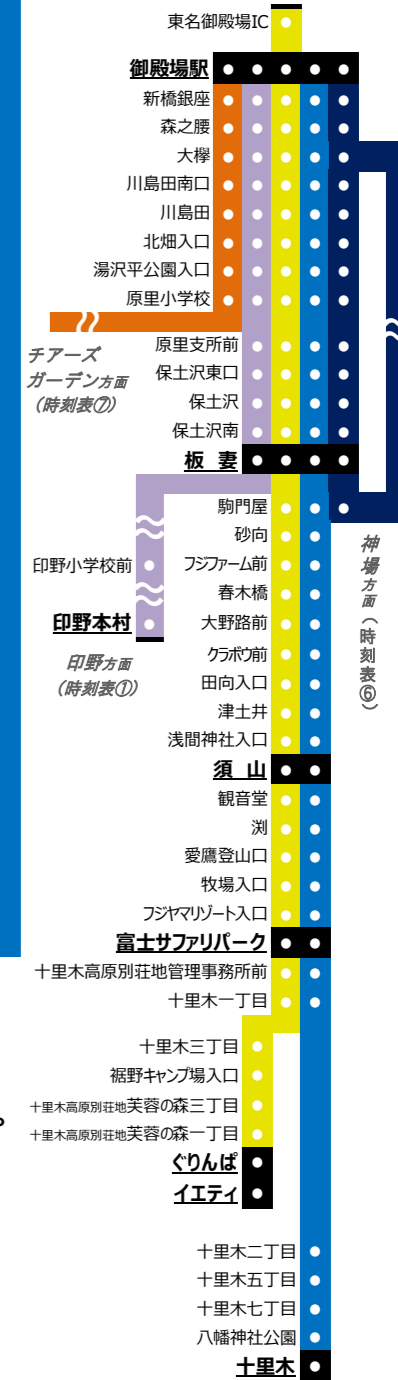 東名御殿場IC
御殿場駅
新橋銀座
森之腰
大欅
川島田南口
川島田
北畑入口
湯沢平公園入口
原里小学校
チアーズ
ガーデン方面
（時刻表⑦）
原里支所前
保土沢東口
保土沢
保土沢南
板 妻
駒門屋
砂向
印野小学校前
フジファーム前
春木橋
印野本村
大野路前
印野方面
（時刻表①）
神場方面（時刻表⑥）
クラボウ前
田向入口
津土井
浅間神社入口
須 山
観音堂
渕
愛鷹登山口
牧場入口
フジヤマリゾート入口
富士サファリパーク
十里木高原別荘地管理事務所前
十里木一丁目
十里木三丁目
裾野キャンプ場入口
十里木高原別荘地芙蓉の森三丁目
。
十里木高原別荘地芙蓉の森一丁目
ぐりんぱ
イエティ
十里木二丁目
十里木五丁目
十里木七丁目
八幡神社公園
十里木